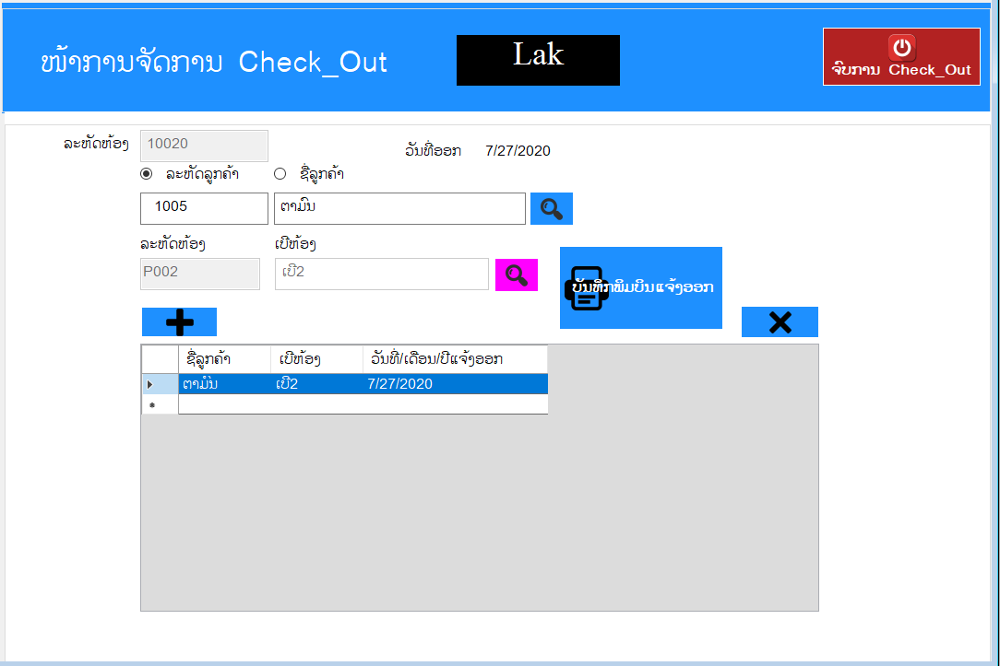 ໜ້າການຈັດການ Check_Out
Lak
ຈົບການ Check_Out
ລະຫັດຫ້ອງ 10020
ວັນທີ່ອອກ 7/27/2020
ລະຫັດລູກຄ້າ ຊື່ລູກຄ້າ
1005 ຕາມົນ
ລະຫັດຫ້ອງ ເບີຫ້ອງ
P002 ເບີ2
ບັນທຶກພິມບິນແຈ້ງອອກ
ຊື່ລູກຄ້າ ເບີຫ້ອງ ວັນທີ່/ເດືອນ/ປີແຈ້ງອອກ
ຕາມົນ ເບີ2 7/27/2020